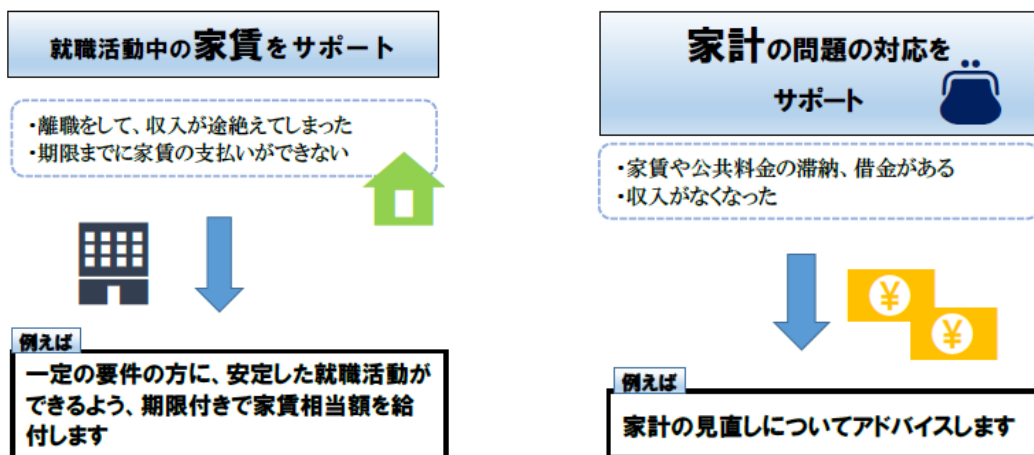 就職活動中の家賃をサポート
・離職をして、収入が途絶えてしまった
・期限までに家賃の支払いができない
例えば
一定の要件の方に、安定した就職活動が
できるよう、期限付きで家賃相当額を給
付します
家計の問題の対応を
サポート
・家賃や公共料金の滞納、借金がある
・収入がなくなった
¥
¥
例えば
家計の見直しについてアドバイスします